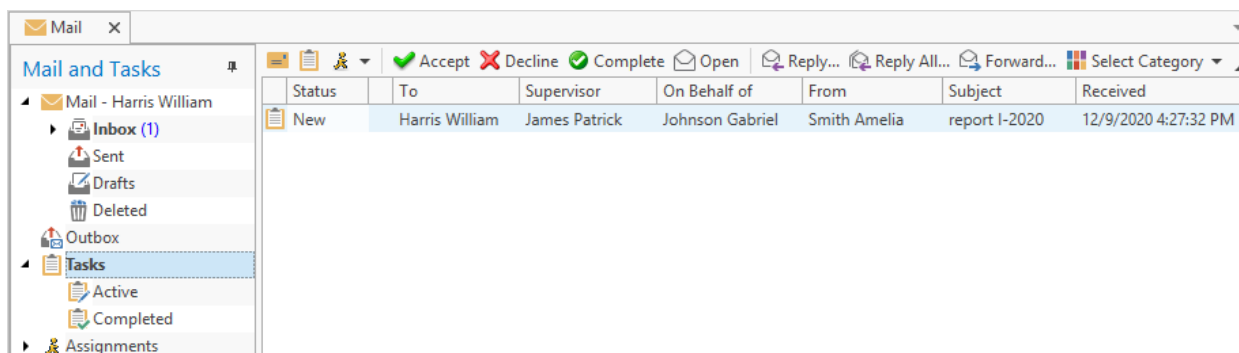 Mail
Mail and Tasks
Mail - Harris William
Inbox (1)
Sent
Drafts
Deleted
Outbox
Tasks
Active
Completed
Assignments
Accept Decline Complete Open Reply... Reply All... Forward... Select Category
Status To Supervisor On Behalf of From Subject Received
New Harris William James Patrick Johnson Gabriel Smith Amelia report I-2020 12/9/2020 4:27:32 PM